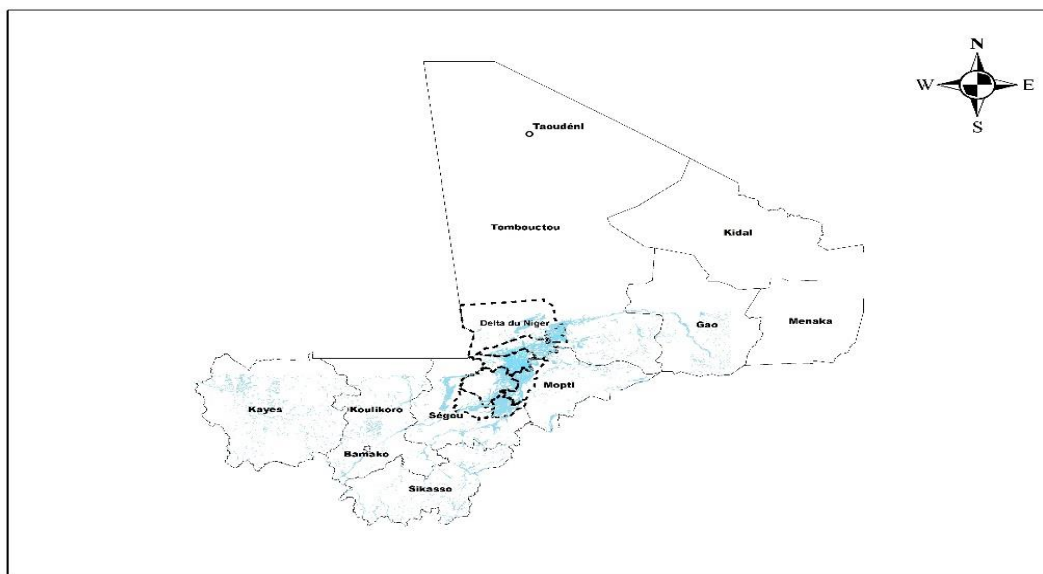 N
W E
S
Taoudéni
Tombouctou
Kidal
Delta du Niger
Gao
Menaka
Mopti
Kayes
Koulikoro
Ségou
Bamako
Sikasso